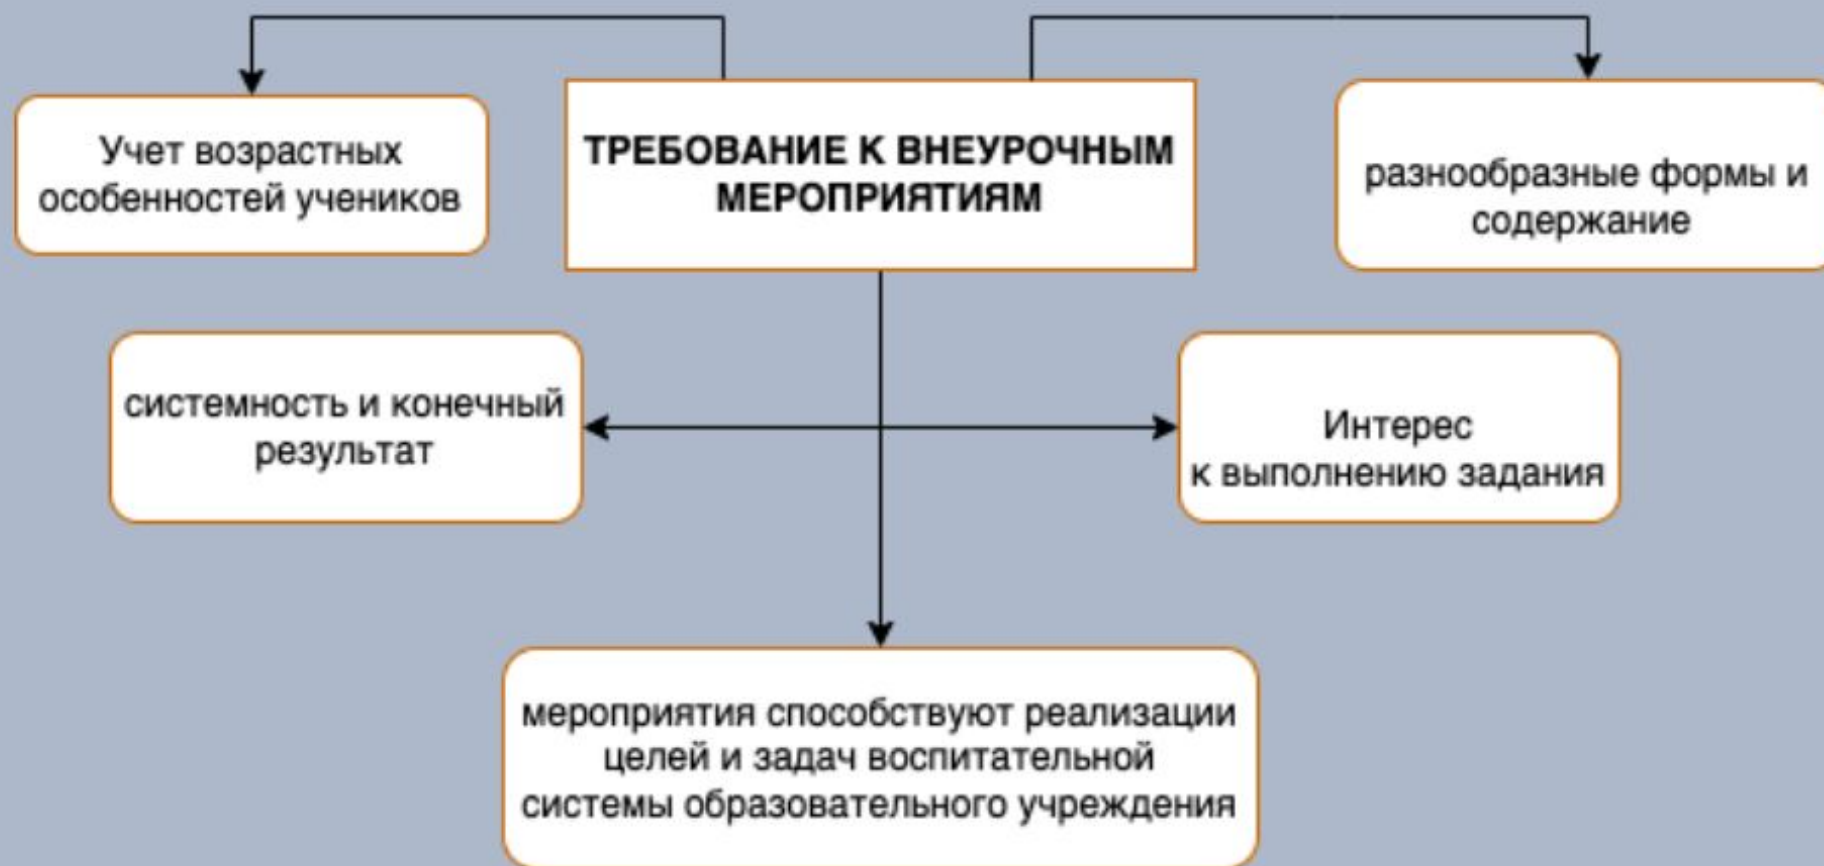 Учет возрастных
особенностей учеников
ТРЕБОВАНИЕ К ВНЕУРОЧНЫМ
МЕРОПРИЯТИЯМ
разнообразные формы и
содержание
системность и конечный
результат
Интерес
к выполнению задания
мероприятия способствуют реализации
целей и задач воспитательной
системы образовательного учреждения